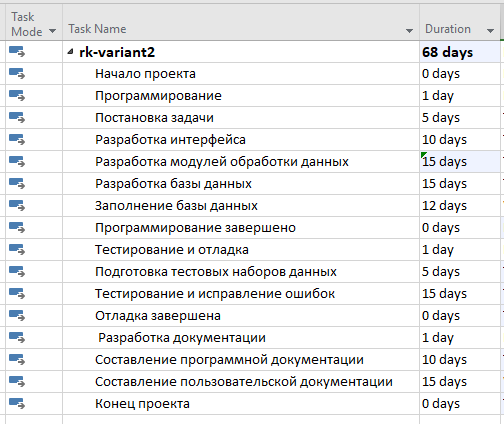 Task Mode Task Name Duration
rk-variant2 68 days
Начало проекта 0 days
Программирование 1 day
Постановка задачи 5 days
Разработка интерфейса 10 days
Разработка модулей обработки данных 15 days
Разработка базы данных 15 days
Заполнение базы данных 12 days
Программирование завершено 0 days
Тестирование и отладка 1 day
Подготовка тестовых наборов данных 5 days
Тестирование и исправление ошибок 15 days
Отладка завершена 0 days
Разработка документации 1 day
Составление программной документации 10 days
Составление пользовательской документации 15 days
Конец проекта 0 days